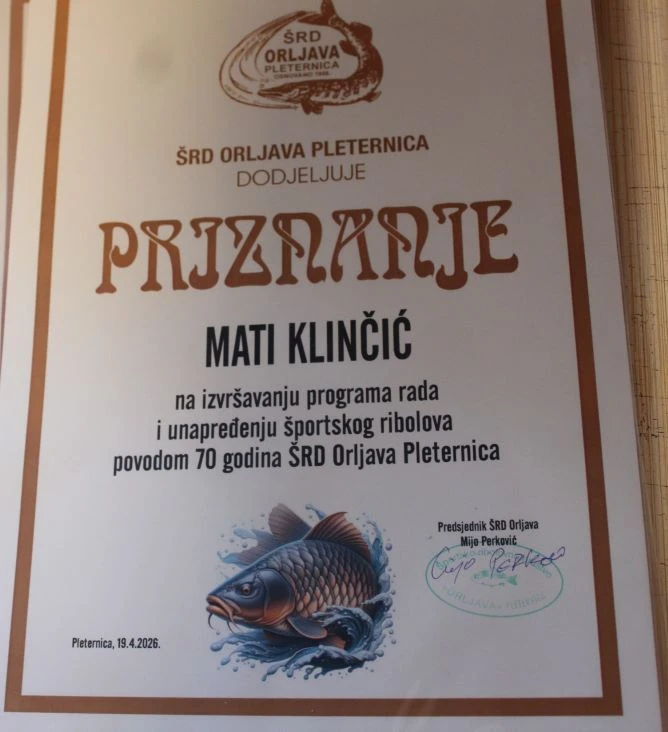 ŠRD
ORLJAVA
PLETERNICA
ŠRD ORLJAVA PLETERNICA
DODJELJUJE
PRIZNANJE
MATI KLINČIĆ
na izvršavanju programa rada
i unapređenju športskog ribolova
povodom 70 godina ŠRD Orljava Pleternica
Predsjednik ŠRD Orljava
Mijo Perković
Pleternica, 19.4.2026.